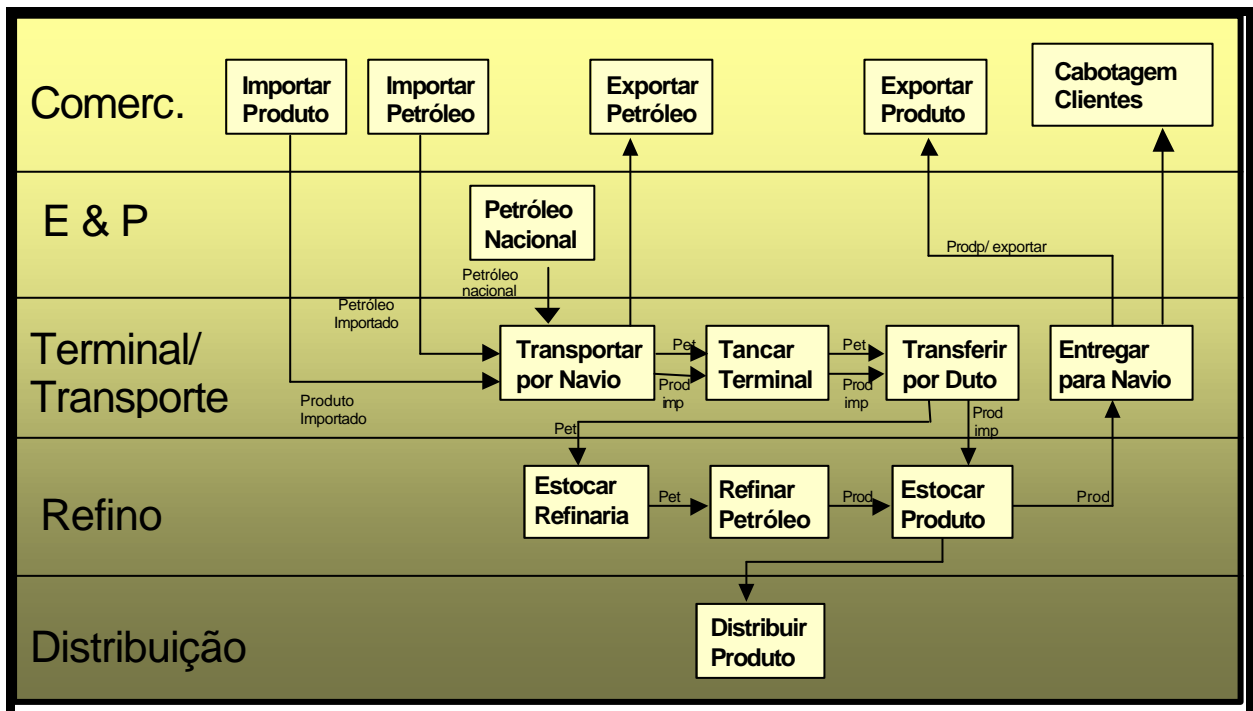 Comerc.
Importar
Produto
Importar
Petróleo
Exportar
Petróleo
Exportar
Produto
Cabotagem
Clientes
E & P
Petróleo
Nacional
Petróleo
nacional
Prodp/ exportar
Petróleo
Importado
Produto
Importado
Terminal/
Transporte
Transportar
por Navio
Pet
Prod
imp
Tancar
Terminal
Pet
Prod
imp
Transferir
por Duto
Entregar
para Navio
Pet
Prod
imp
Refino
Estocar
Refinaria
Pet
Refinar
Petróleo
Prod
Estocar
Produto
Prod
Distribuição
Distribuir
Produto